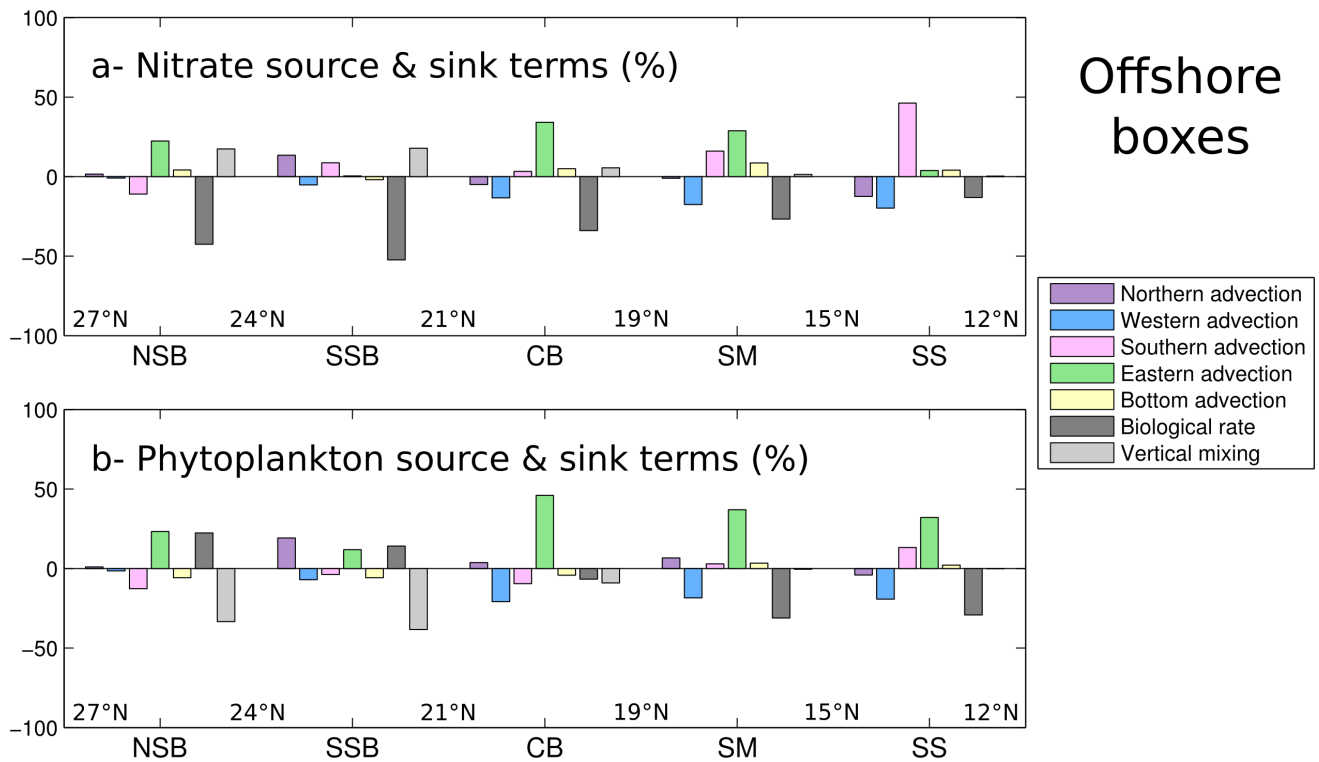 100
50
0
−50
−100
a- Nitrate source & sink terms (%)
27°N 24°N 21°N 19°N 15°N 12°N
NSB SSB CB SM SS
Offshore
boxes
Northern advection
Western advection
Southern advection
Eastern advection
Bottom advection
Biological rate
Vertical mixing
100
50
0
−50
−100
b- Phytoplankton source & sink terms (%)
27°N 24°N 21°N 19°N 15°N 12°N
NSB SSB CB SM SS